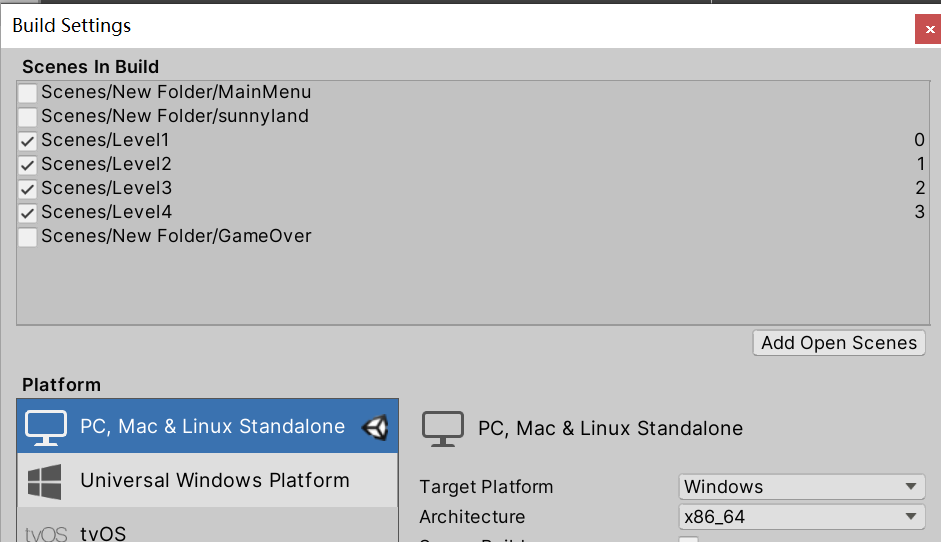 Build Settings
Scenes In Build
Scenes/New Folder/MainMenu
Scenes/New Folder/sunnyland
Scenes/Level1 0
Scenes/Level2 1
Scenes/Level3 2
Scenes/Level4 3
Scenes/New Folder/GameOver
Add Open Scenes
Platform
PC, Mac & Linux Standalone
PC, Mac & Linux Standalone
Universal Windows Platform
Target Platform Windows
Architecture x86_64
tvOS tvOS